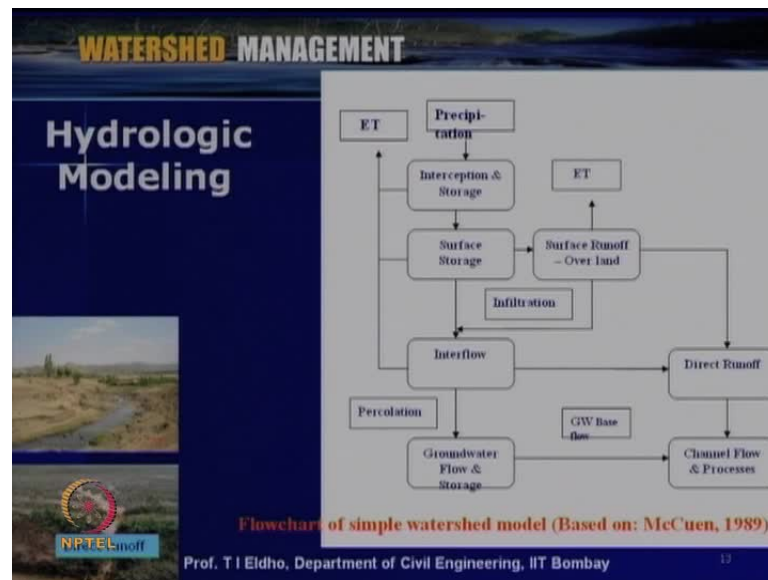 WATERSHED MANAGEMENT
Hydrologic
Modeling
ET
Precipi-
tation
Interception &
Storage
ET
Surface
Storage
Surface Runoff
– Over land
Infiltration
Interflow
Direct Runoff
Percolation
GW Base
flow
Groundwater
Flow &
Storage
Channel Flow
& Processes
Flowchart of simple watershed model (Based on: McCuen, 1989)
NPTEL
Direct Runoff
Prof. T I Eldho, Department of Civil Engineering, IIT Bombay
13